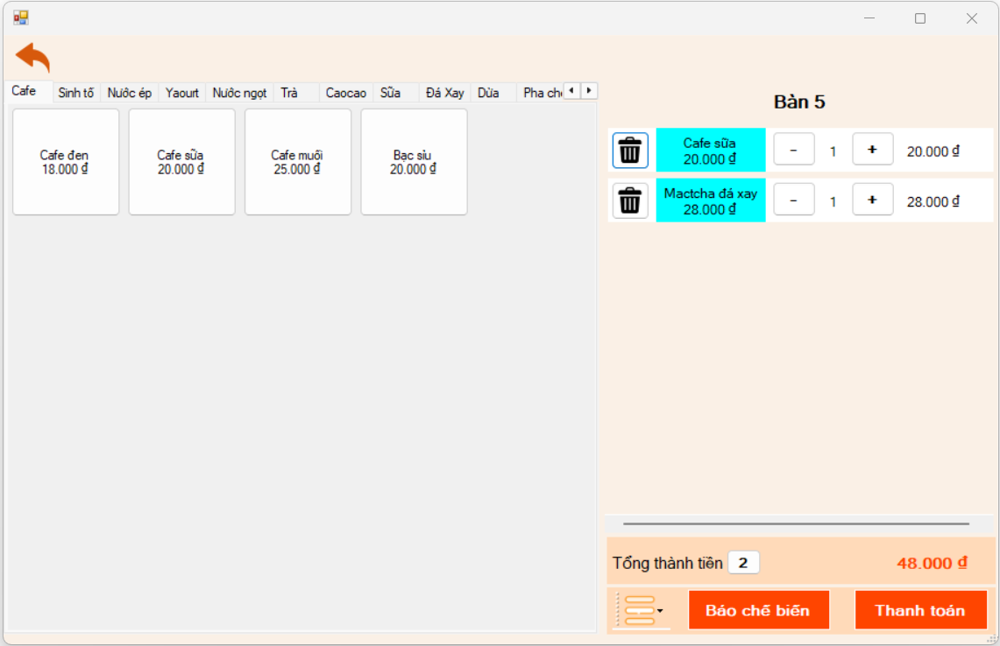 Cafe Sinh tố Nước ép Yaourt Nước ngọt Trà Caocao Sữa Đá Xay Dừa Pha ch
Cafe đen
18.000 ₫
Cafe sữa
20.000 ₫
Cafe muối
25.000 ₫
Bạc sỉu
20.000 ₫
Bàn 5
Cafe sữa
20.000 ₫
- 1 + 20.000 ₫
Mactcha đá xay
28.000 ₫
- 1 + 28.000 ₫
Tổng thành tiền 2 48.000 ₫
Báo chế biến Thanh toán